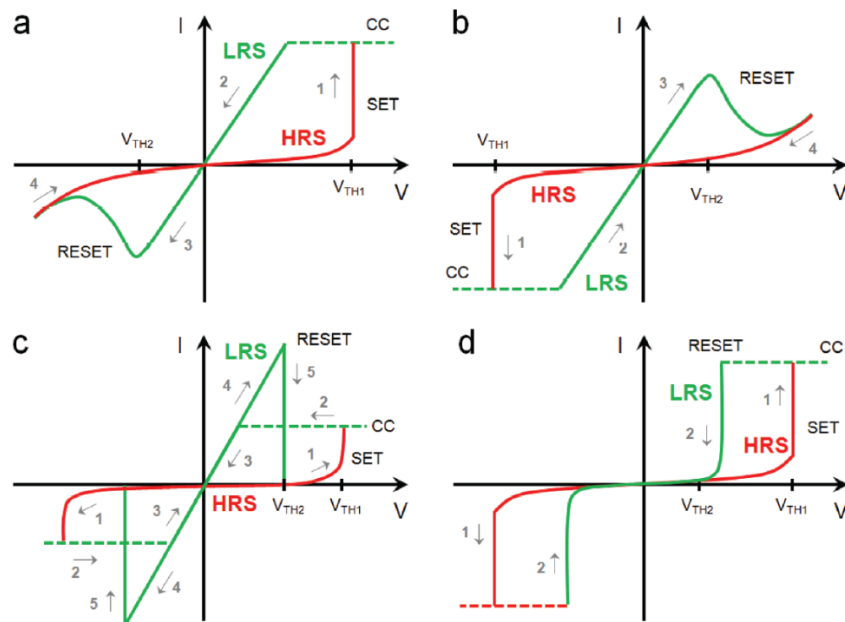 a
I
LRS
CC
2
1
SET
V_TH2
HRS
V_TH1
V
4
3
RESET
b
I
3
RESET
V_TH1
4
V
HRS
V_TH2
SET
1
2
CC
LRS
c
I
LRS
RESET
4
5
2
CC
3
1
SET
HRS
V_TH2
V_TH1
V
1
3
2
5
4
d
I
RESET
CC
LRS
1
2
HRS
SET
V_TH2
V_TH1
V
1
2